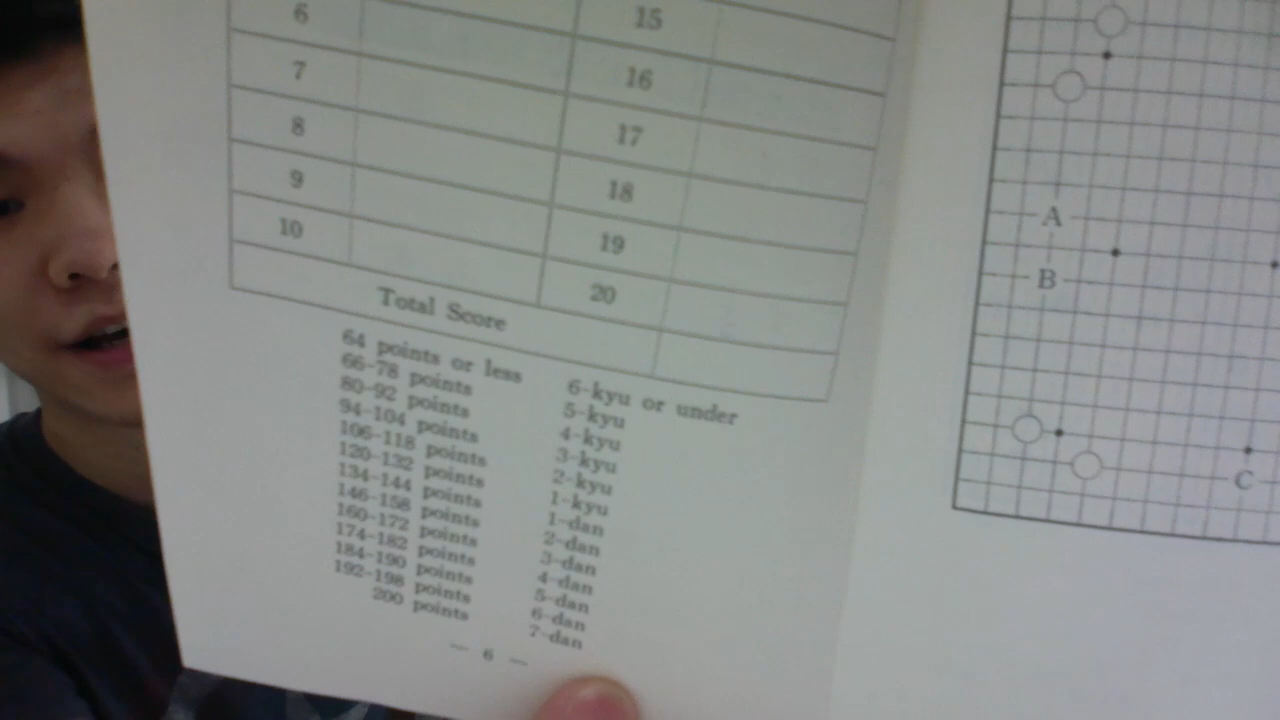 6 15
7 16
8 17
9 18
10 19
20
Total Score
64 points or less 6-kyu or under
66-78 points 5-kyu
80-92 points 4-kyu
94-104 points 3-kyu
106-118 points 2-kyu
120-132 points 1-kyu
134-144 points 1-dan
146-158 points 2-dan
160-172 points 3-dan
174-182 points 4-dan
184-190 points 5-dan
192-198 points 6-dan
200 points 7-dan
— 6 —
A
B
C